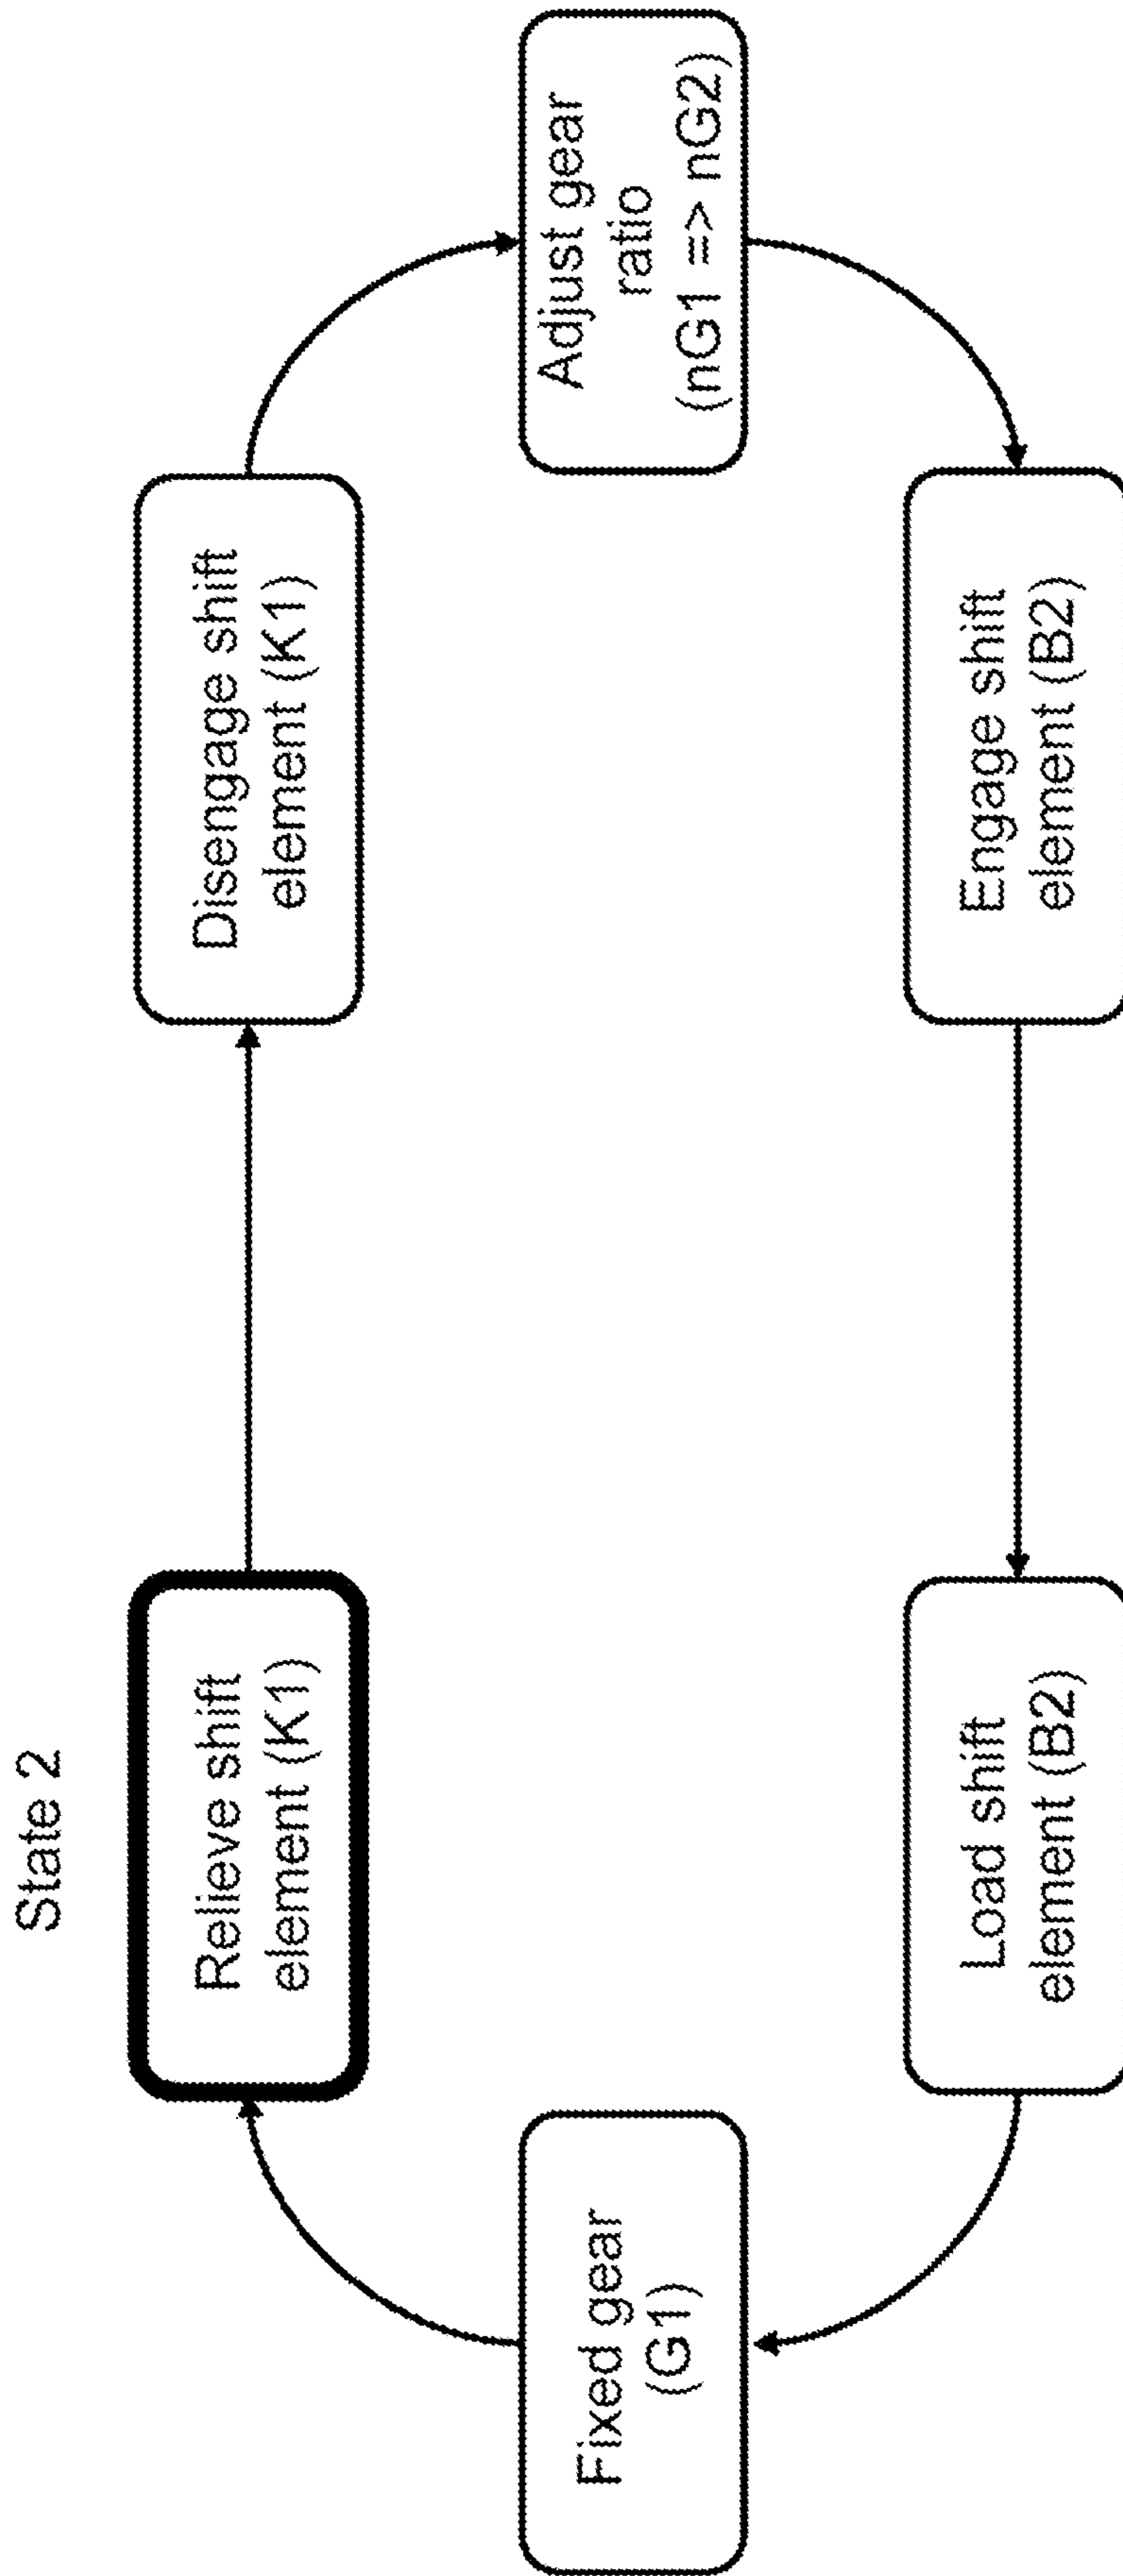 State 2
Relieve shift
element (K1)
Disengage shift
element (K1)
Fixed gear
(G1)
Adjust gear
ratio
(nG1 => nG2)
Load shift
element (B2)
Engage shift
element (B2)